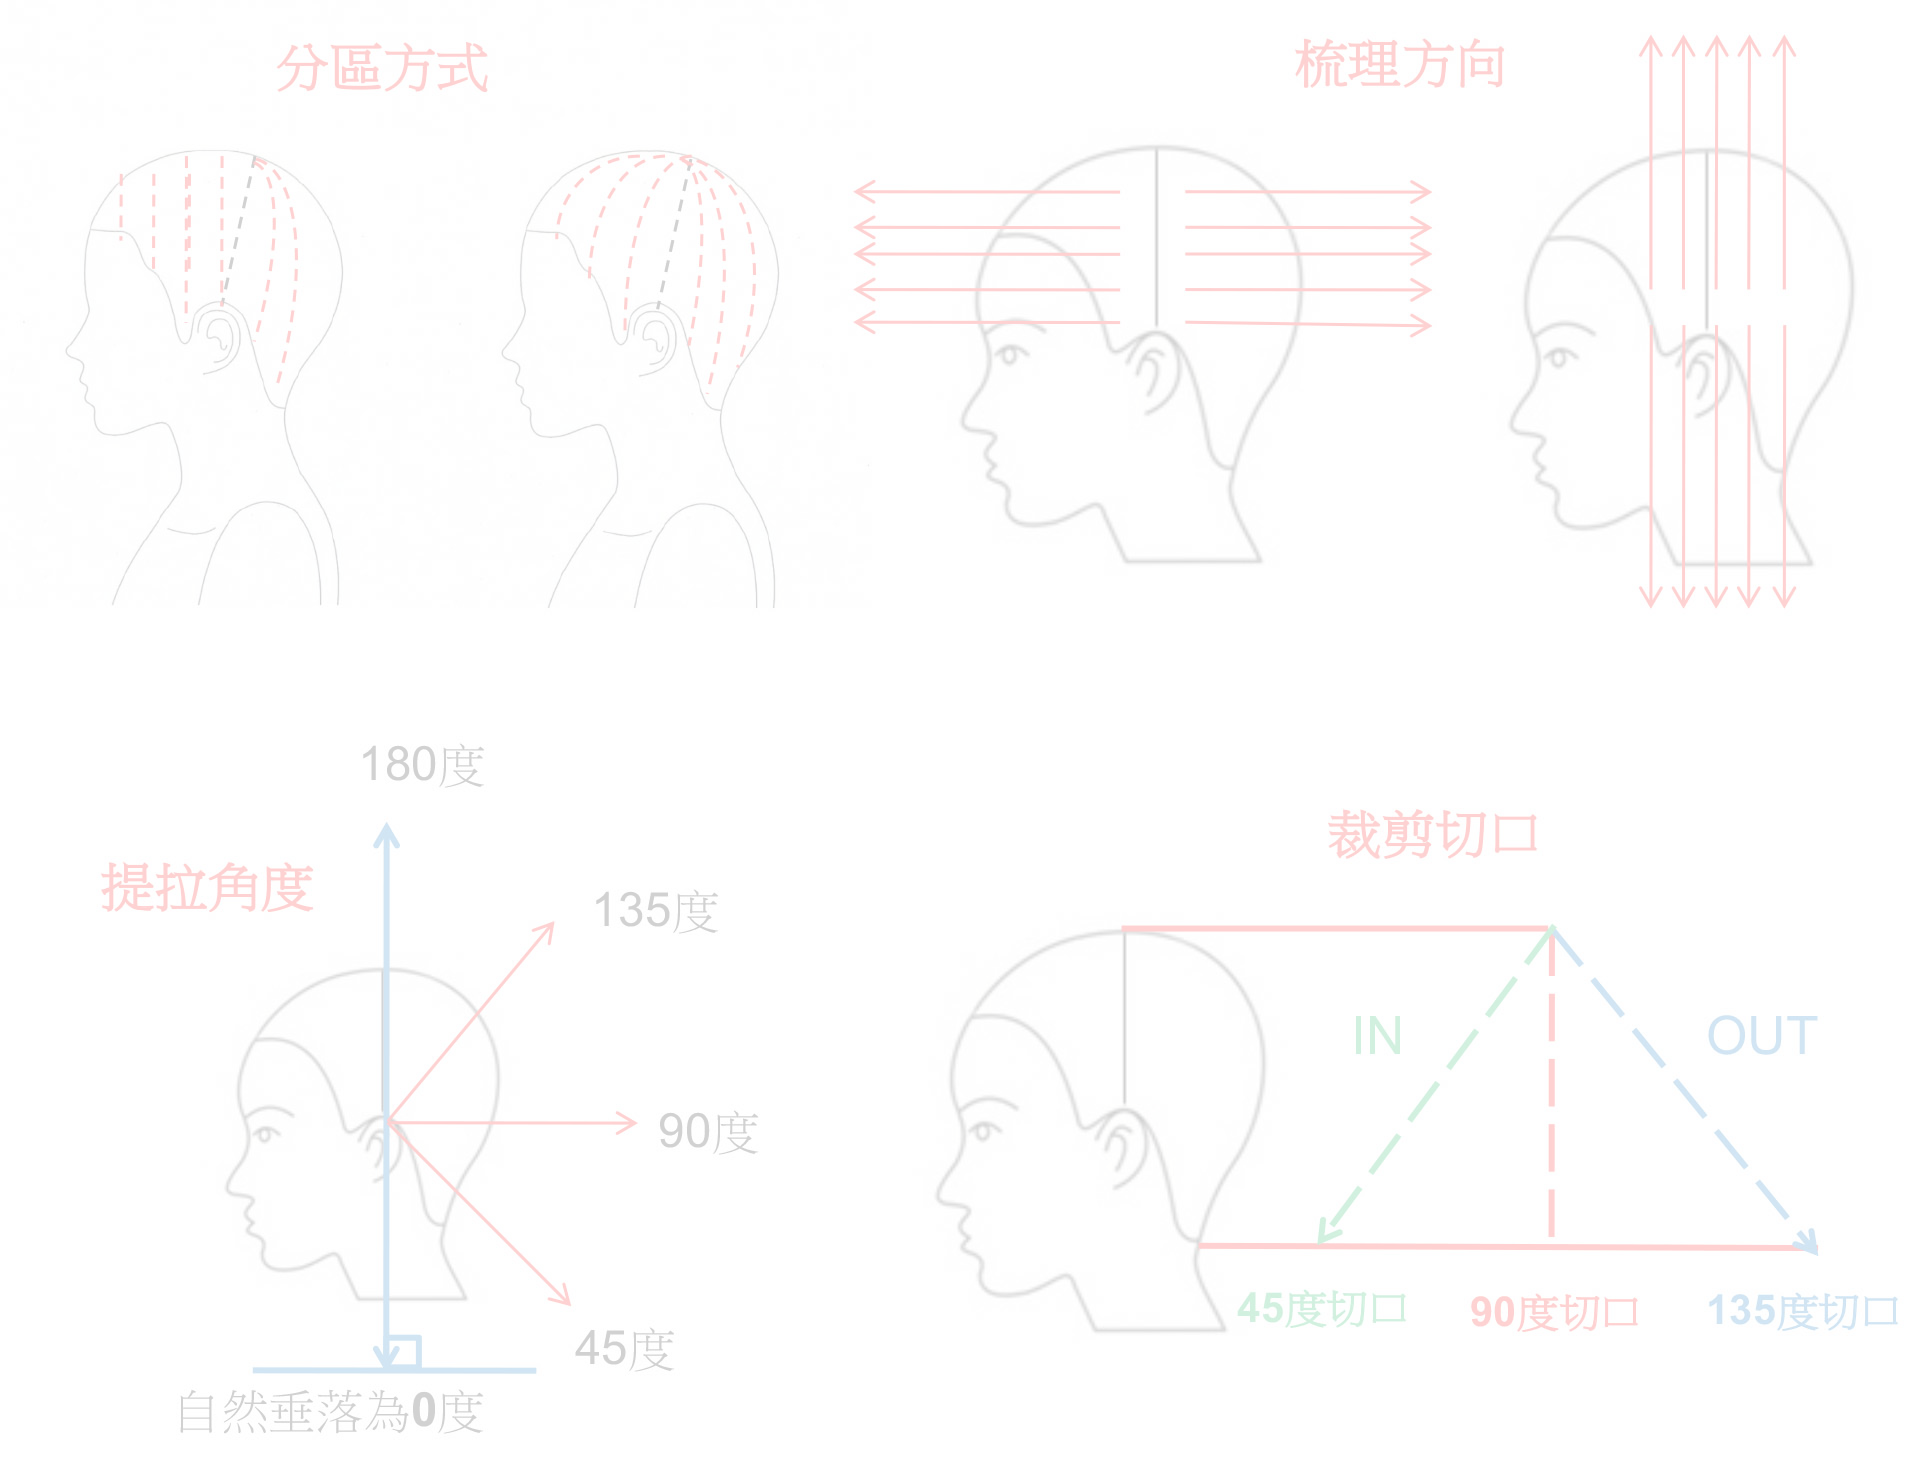 分區方式
梳理方向
180度
提拉角度
135度
90度
45度
自然垂落為0度
裁剪切口
IN
OUT
45度切口
90度切口
135度切口